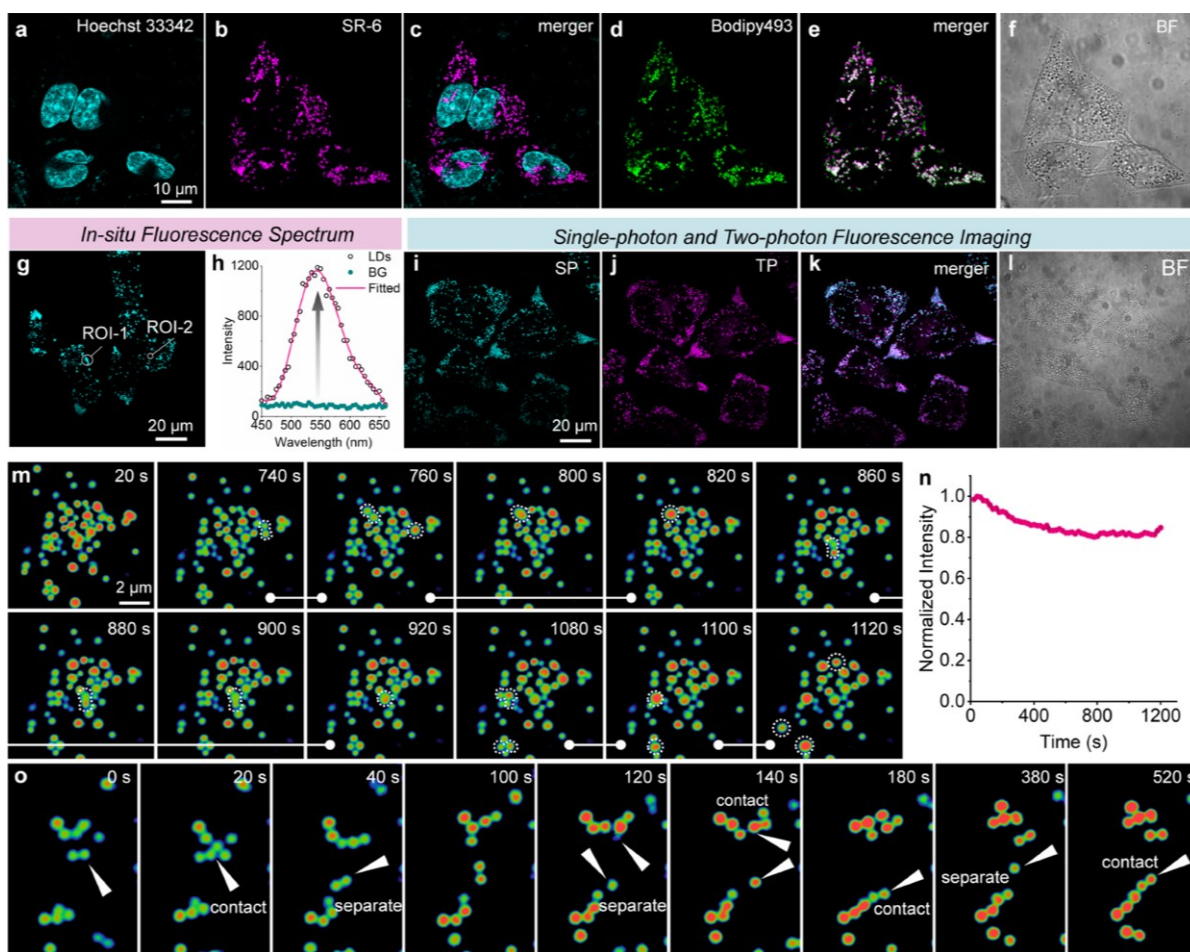 a Hoechst 33342
10 µm
b SR-6
c merger
d Bodipy493
e merger
f BF
In-situ Fluorescence Spectrum
Single-photon and Two-photon Fluorescence Imaging
g
ROI-1
ROI-2
20 µm
h
LDs
BG
Fitted
1200
800
400
0
Intensity
450 500 550 600 650
Wavelength (nm)
i SP
20 µm
j TP
k merger
l BF
m 20 s
2 µm
740 s
760 s
800 s
820 s
860 s
880 s
900 s
920 s
1080 s
1100 s
1120 s
n
1.0
0.8
0.6
0.4
0.2
0.0
Normalized Intensity
0 400 800 1200
Time (s)
o 0 s
20 s
contact
40 s
separate
100 s
120 s
separate
140 s
contact
180 s
contact
380 s
separate
520 s
contact